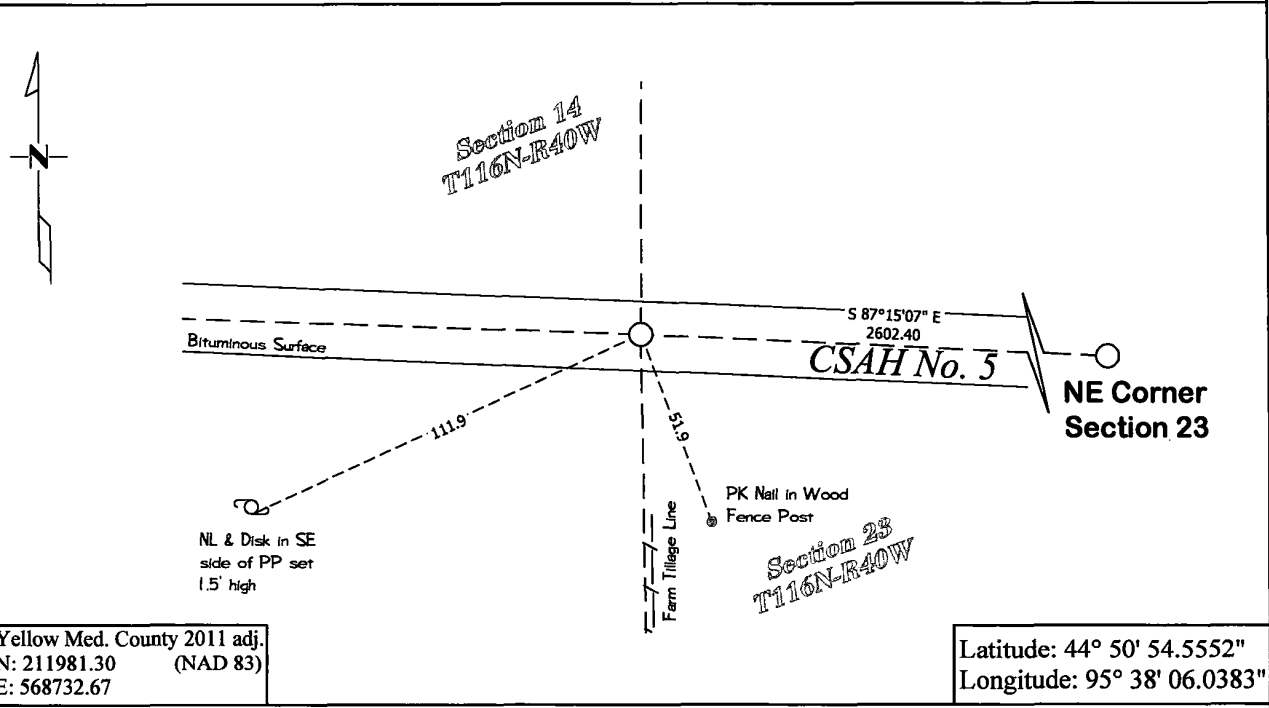 Section 14
T116N-R40W
N
S 87°15'07" E
2602.40
Bituminous Surface
CSAH No. 5
NE Corner
Section 23
111.9
51.9
PK Nail in Wood
Fence Post
NL & Disk in SE
side of PP set
1.5' high
Farm Tillage Line
Section 23
T116N-R40W
Yellow Med. County 2011 adj.
N: 211981.30 (NAD 83)
E: 568732.67
Latitude: 44° 50' 54.5552"
Longitude: 95° 38' 06.0383"